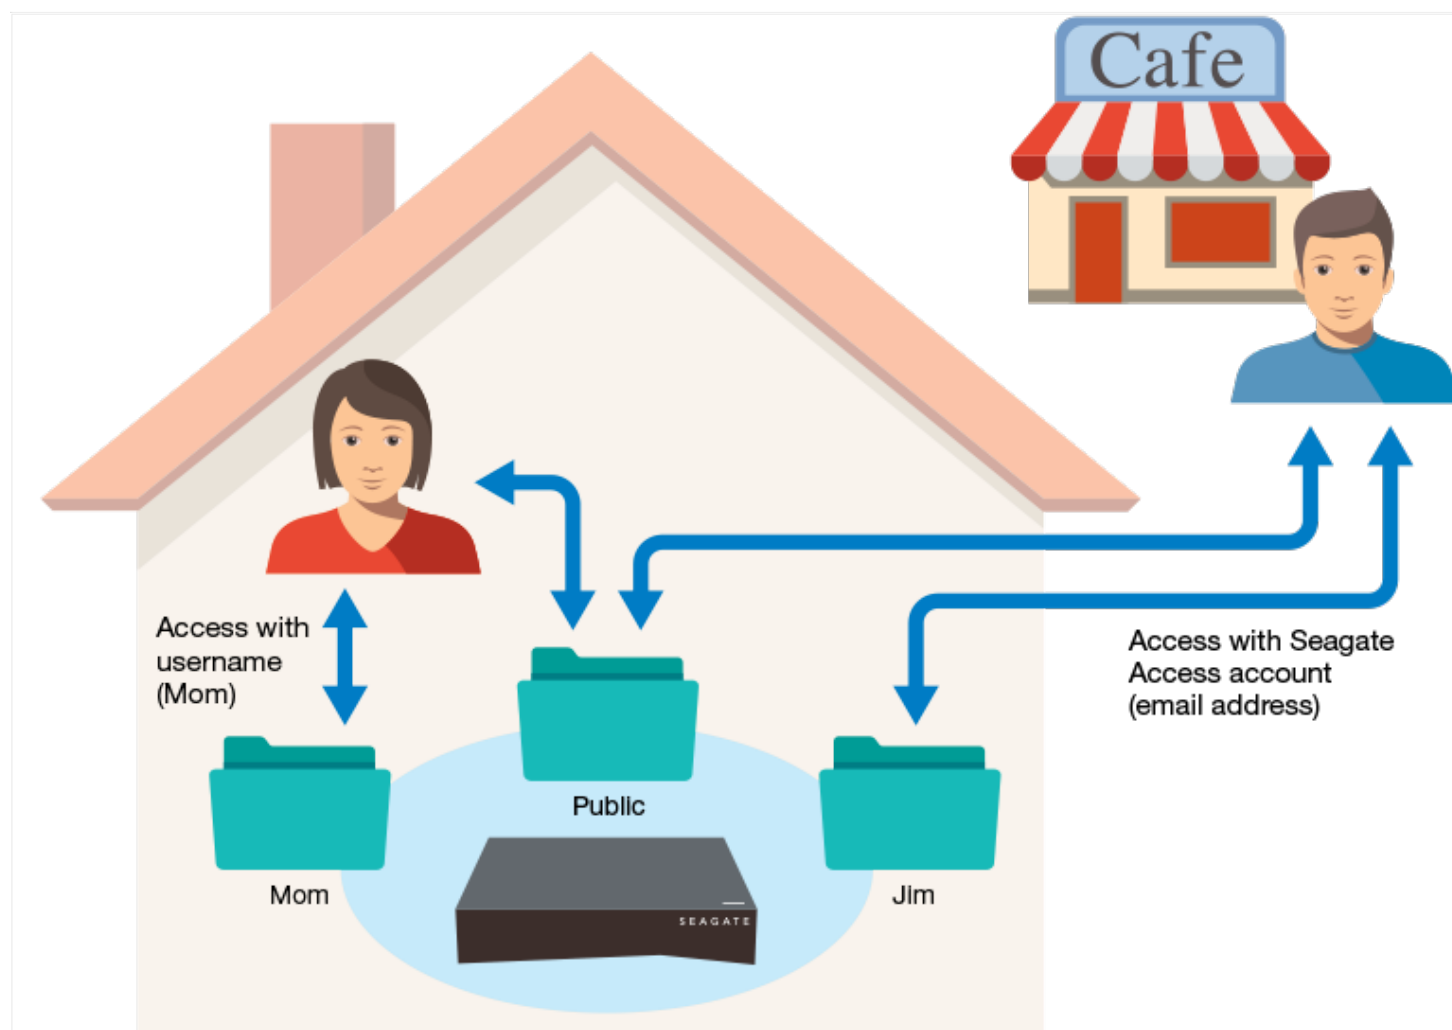 Cafe
Access with
username
(Mom)
Access with Seagate
Access account
(email address)
Public
Mom
Jim
SEAGATE